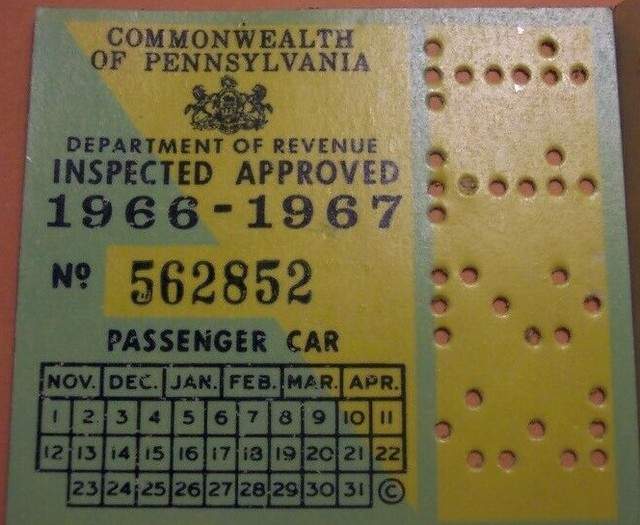 COMMONWEALTH
OF PENNSYLVANIA
DEPARTMENT OF REVENUE
INSPECTED APPROVED
1966-1967
Nº 562852
PASSENGER CAR
NOV. DEC. JAN. FEB. MAR. APR.
1 2 3 4 5 6 7 8 9 10 11
12 13 14 15 16 17 18 19 20 21 22
23 24 25 26 27 28 29 30 31 ©